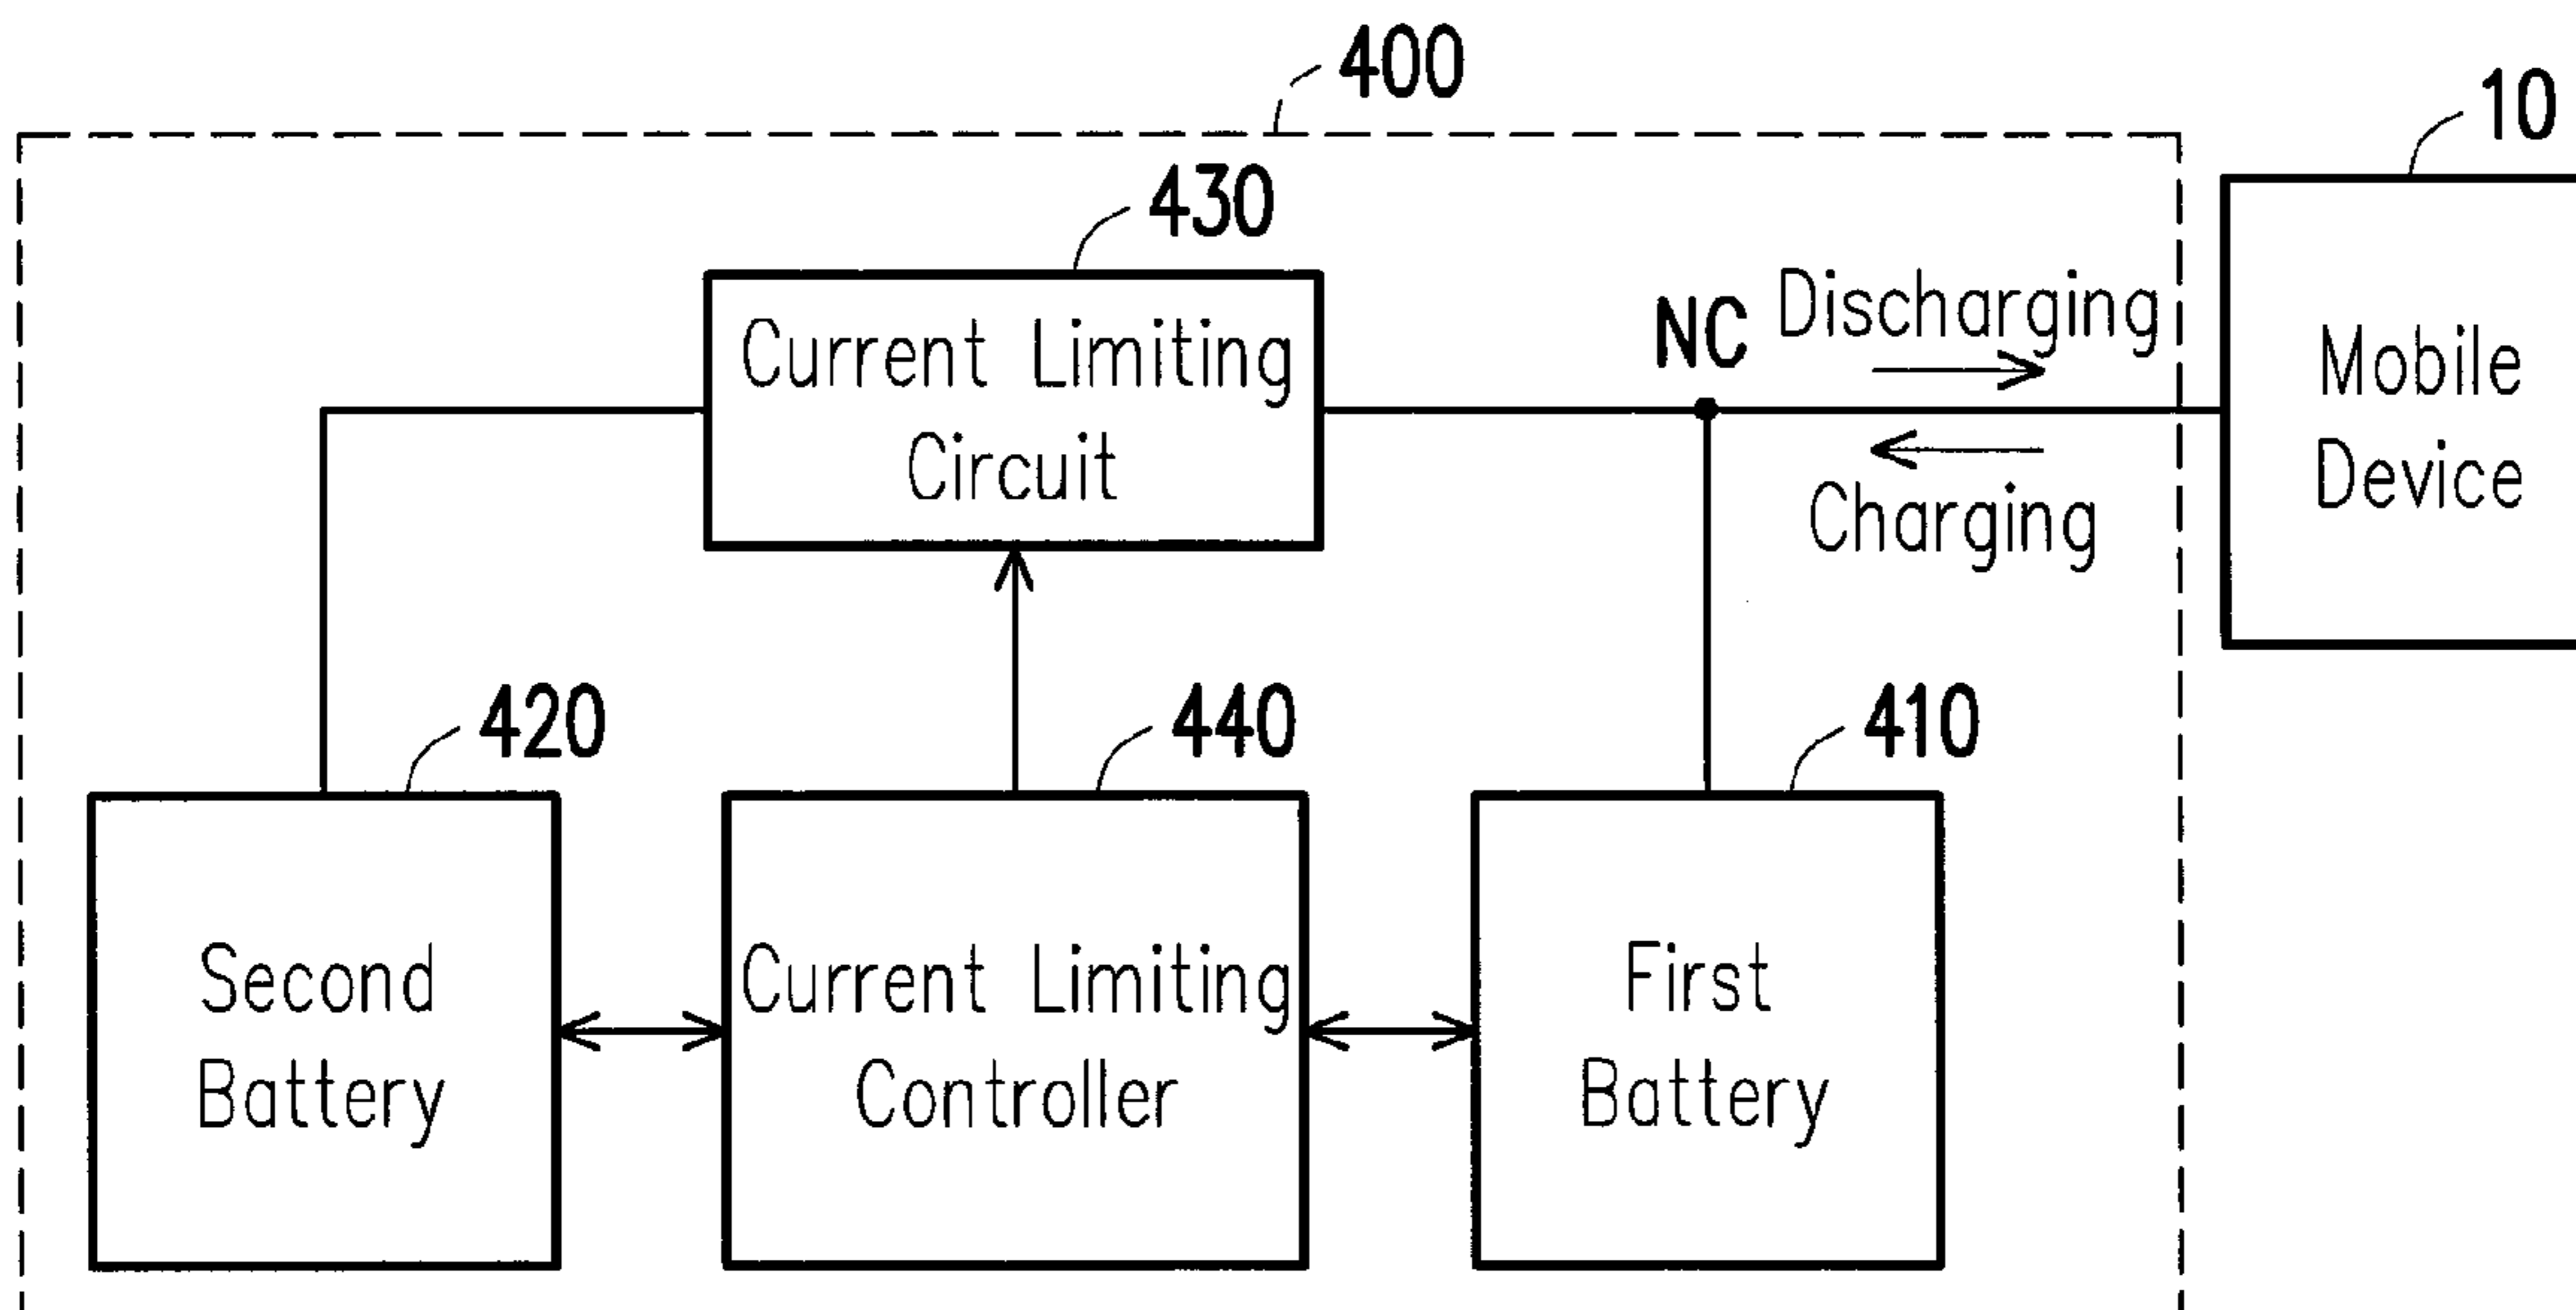 400
10
430
Current Limiting
Circuit
NC
Discharging
Charging
Mobile
Device
420
440
410
Second
Battery
Current Limiting
Controller
First
Battery